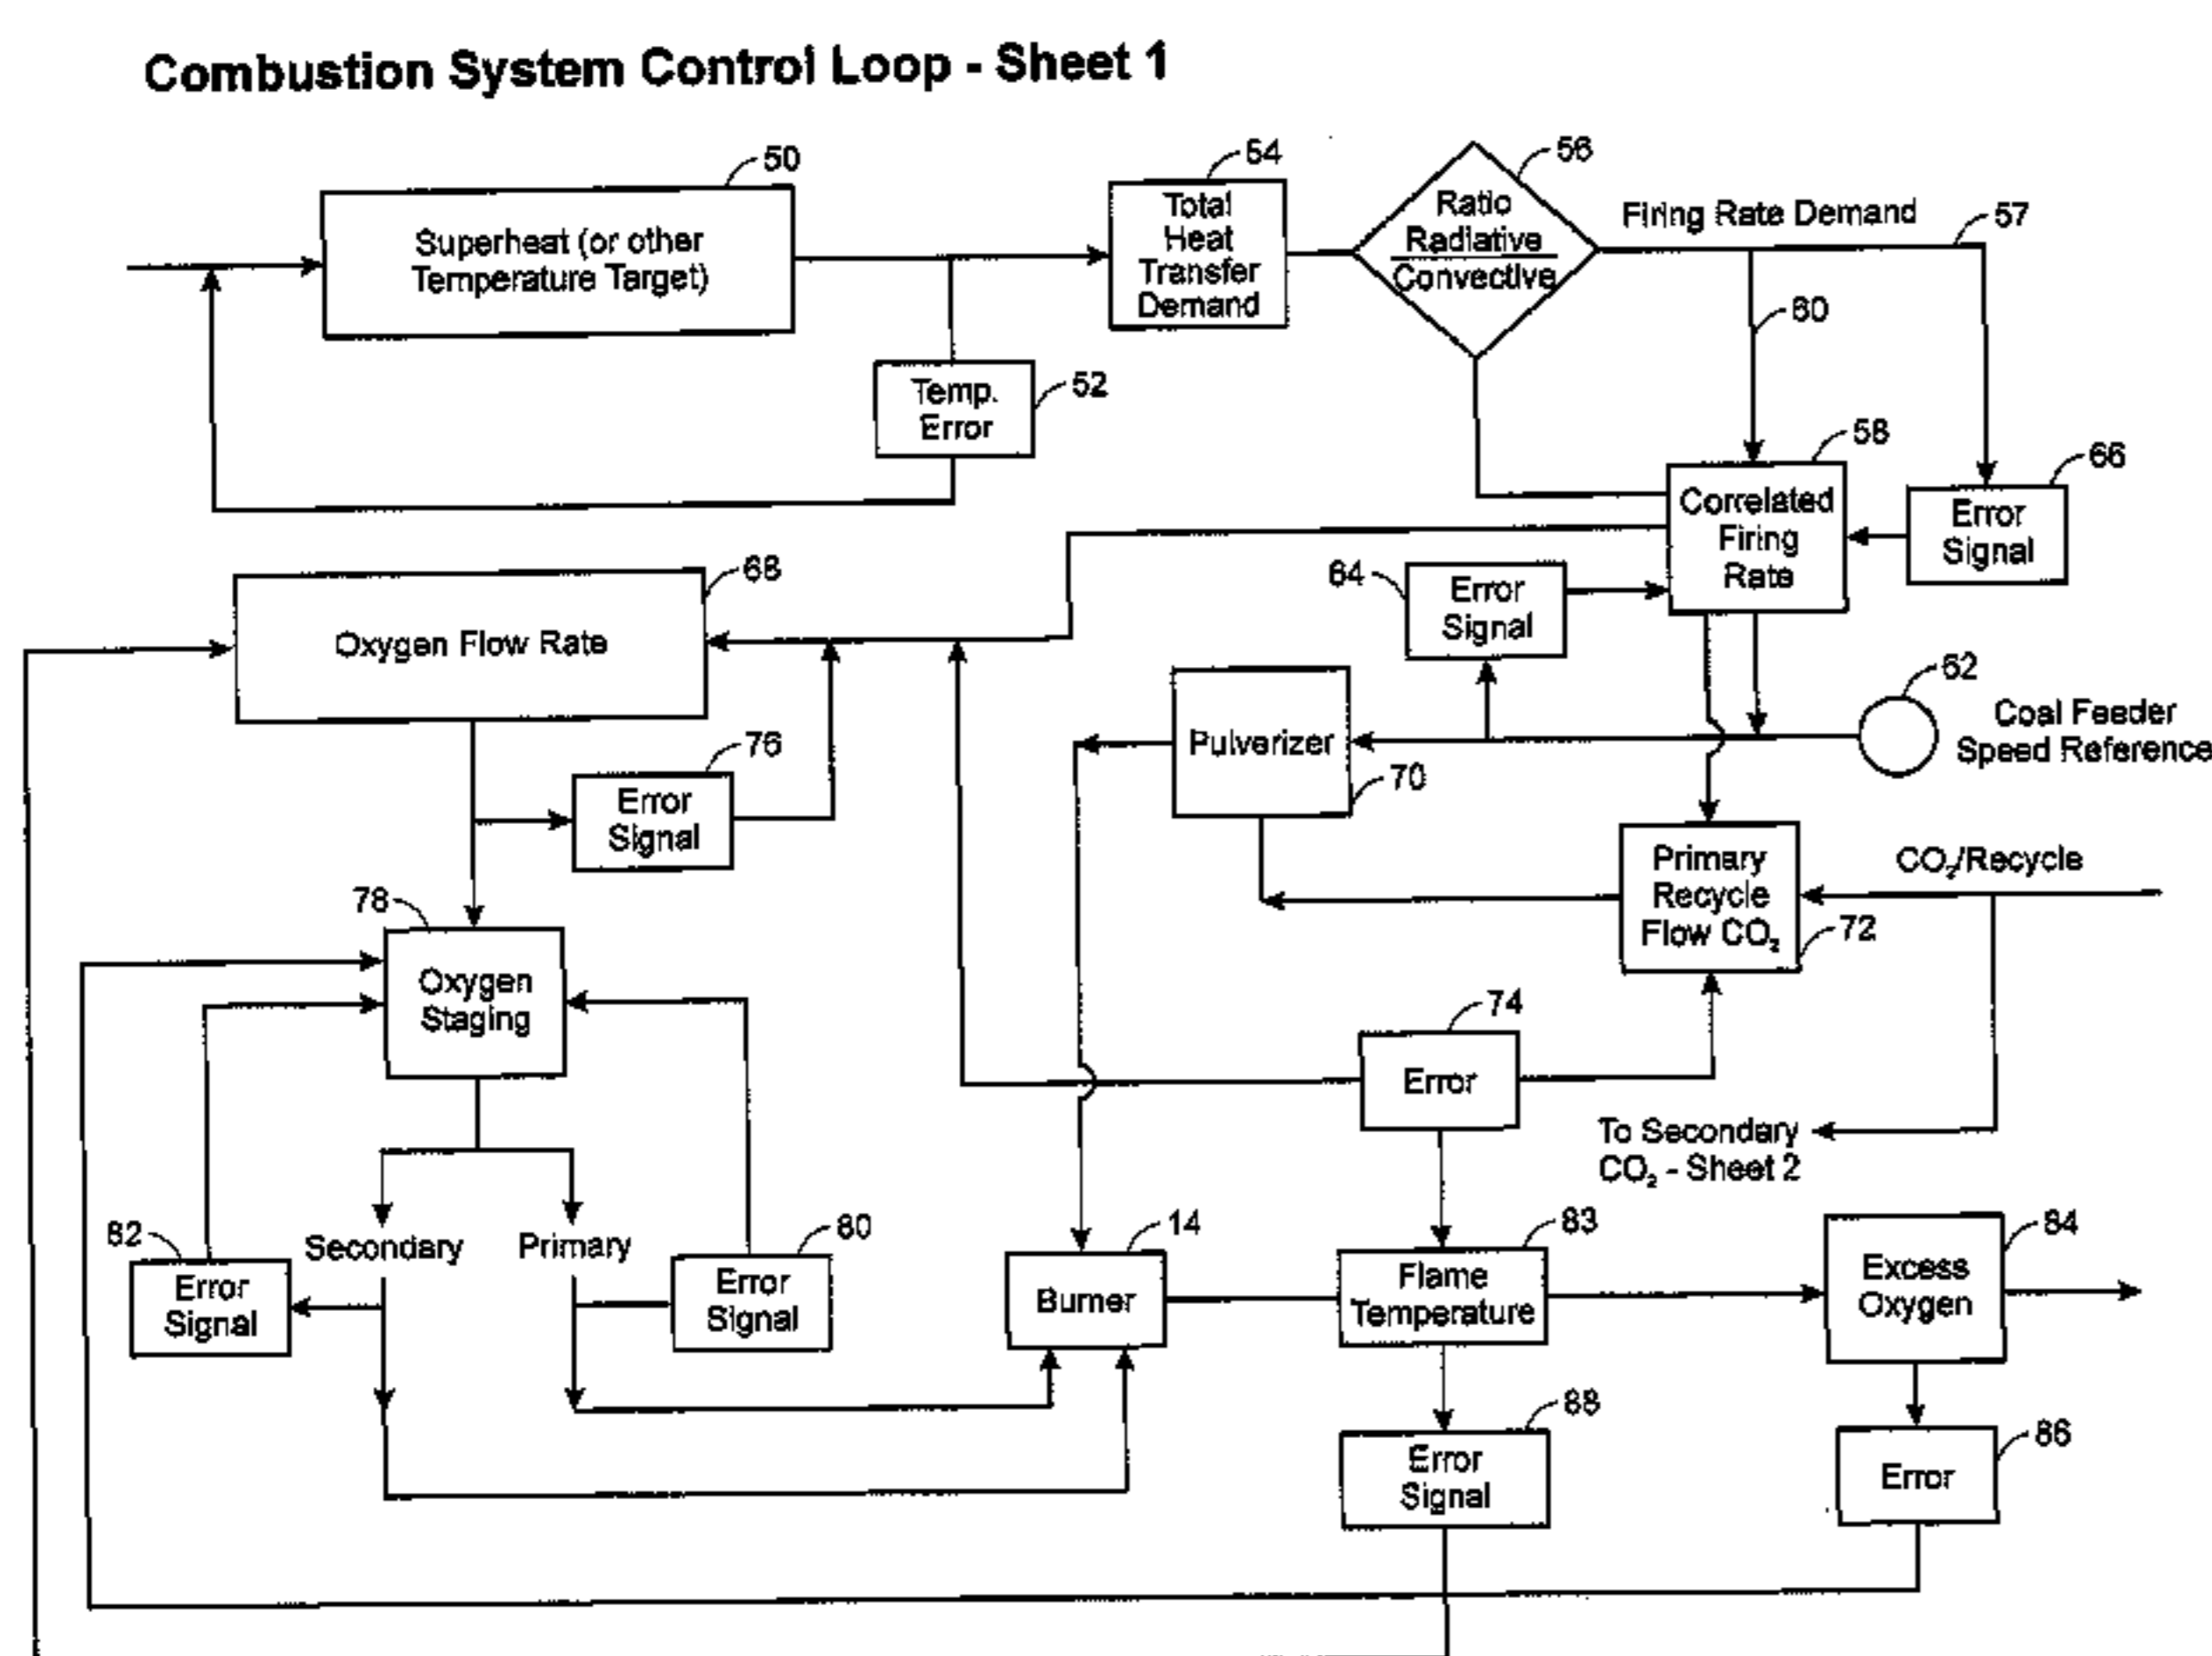 Combustion System Control Loop - Sheet 1
50
Superheat (or other
Temperature Target)
52
Temp.
Error
54
Total
Heat
Transfer
Demand
56
Ratio
Radiative
Convective
Firing Rate Demand
57
60
58
Correlated
Firing
Rate
66
Error
Signal
64
Error
Signal
68
Oxygen Flow Rate
62
Coal Feeder
Speed Reference
Pulverizer
70
76
Error
Signal
Primary
Recycle
Flow CO₂
72
CO₂/Recycle
78
Oxygen
Staging
74
Error
To Secondary
CO₂ - Sheet 2
82
Error
Signal
Secondary
Primary
80
Error
Signal
14
Burner
83
Flame
Temperature
84
Excess
Oxygen
88
Error
Signal
86
Error